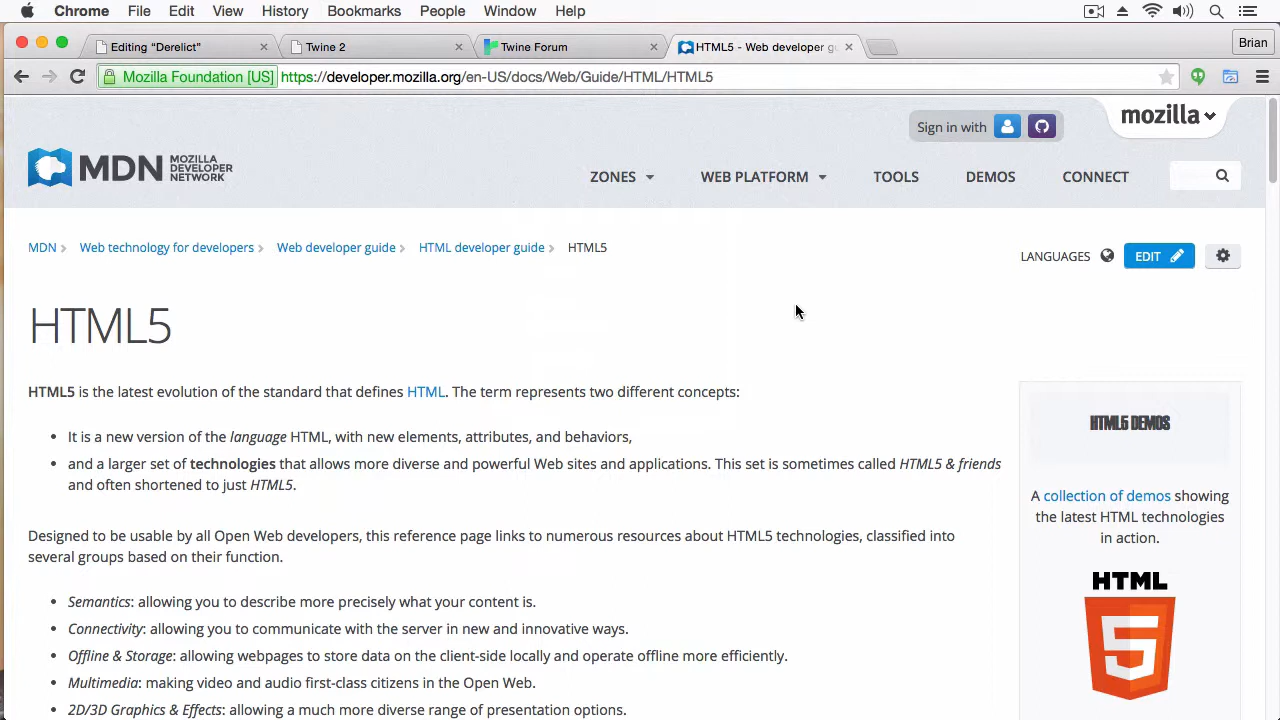 Chrome File Edit View History Bookmarks People Window Help
Editing "Derelict" Twine 2 Twine Forum HTML5 - Web developer gu Brian
Mozilla Foundation [US] https://developer.mozilla.org/en-US/docs/Web/Guide/HTML/HTML5
Sign in with mozilla
MDN MOZILLA
DEVELOPER
NETWORK
ZONES WEB PLATFORM TOOLS DEMOS CONNECT
MDN Web technology for developers Web developer guide HTML developer guide HTML5
LANGUAGES EDIT
HTML5
HTML5 is the latest evolution of the standard that defines HTML. The term represents two different concepts:
• It is a new version of the language HTML, with new elements, attributes, and behaviors,
• and a larger set of technologies that allows more diverse and powerful Web sites and applications. This set is sometimes called HTML5 & friends
and often shortened to just HTML5.
Designed to be usable by all Open Web developers, this reference page links to numerous resources about HTML5 technologies, classified into
several groups based on their function.
• Semantics: allowing you to describe more precisely what your content is.
• Connectivity: allowing you to communicate with the server in new and innovative ways.
• Offline & Storage: allowing webpages to store data on the client-side locally and operate offline more efficiently.
• Multimedia: making video and audio first-class citizens in the Open Web.
• 2D/3D Graphics & Effects: allowing a much more diverse range of presentation options.
HTML5 DEMOS
A collection of demos showing
the latest HTML technologies
in action.
HTML
5